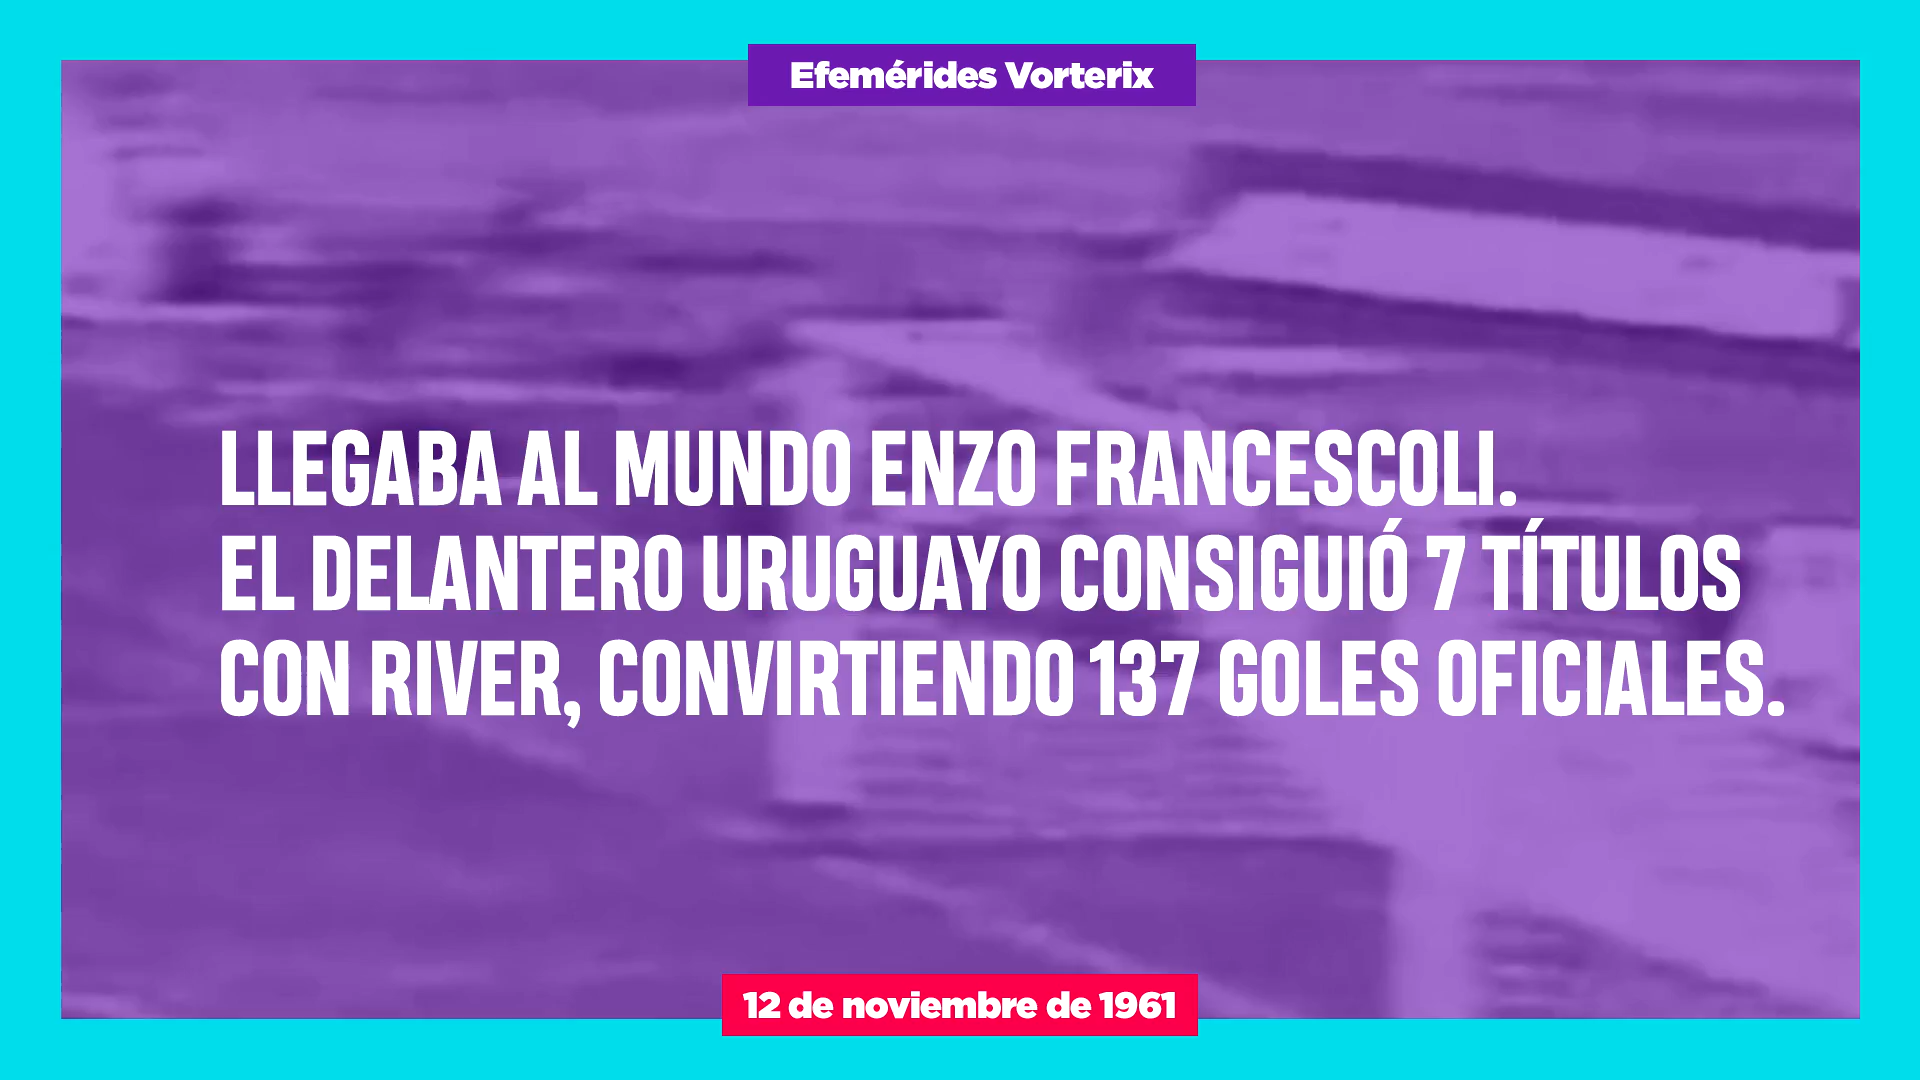 Efemérides Vorterix
LLEGABA AL MUNDO ENZO FRANCESCOLI.
EL DELANTERO URUGUAYO CONSIGUIÓ 7 TÍTULOS
CON RIVER, CONVIRTIENDO 137 GOLES OFICIALES.
12 de noviembre de 1961